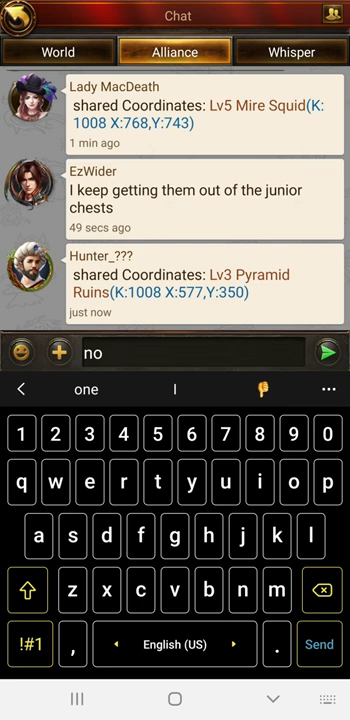 Chat
World Alliance Whisper
Lady MacDeath
shared Coordinates: Lv5 Mire Squid(K:
1008 X:768,Y:743)
1 min ago
EzWider
I keep getting them out of the junior
chests
49 secs ago
Hunter_???
shared Coordinates: Lv3 Pyramid
Ruins(K:1008 X:577,Y:350)
just now
no
one I 👎 ...
1 2 3 4 5 6 7 8 9 0
q w e r t y u i o p
a s d f g h j k l
z x c v b n m
!#1 , English (US) . Send